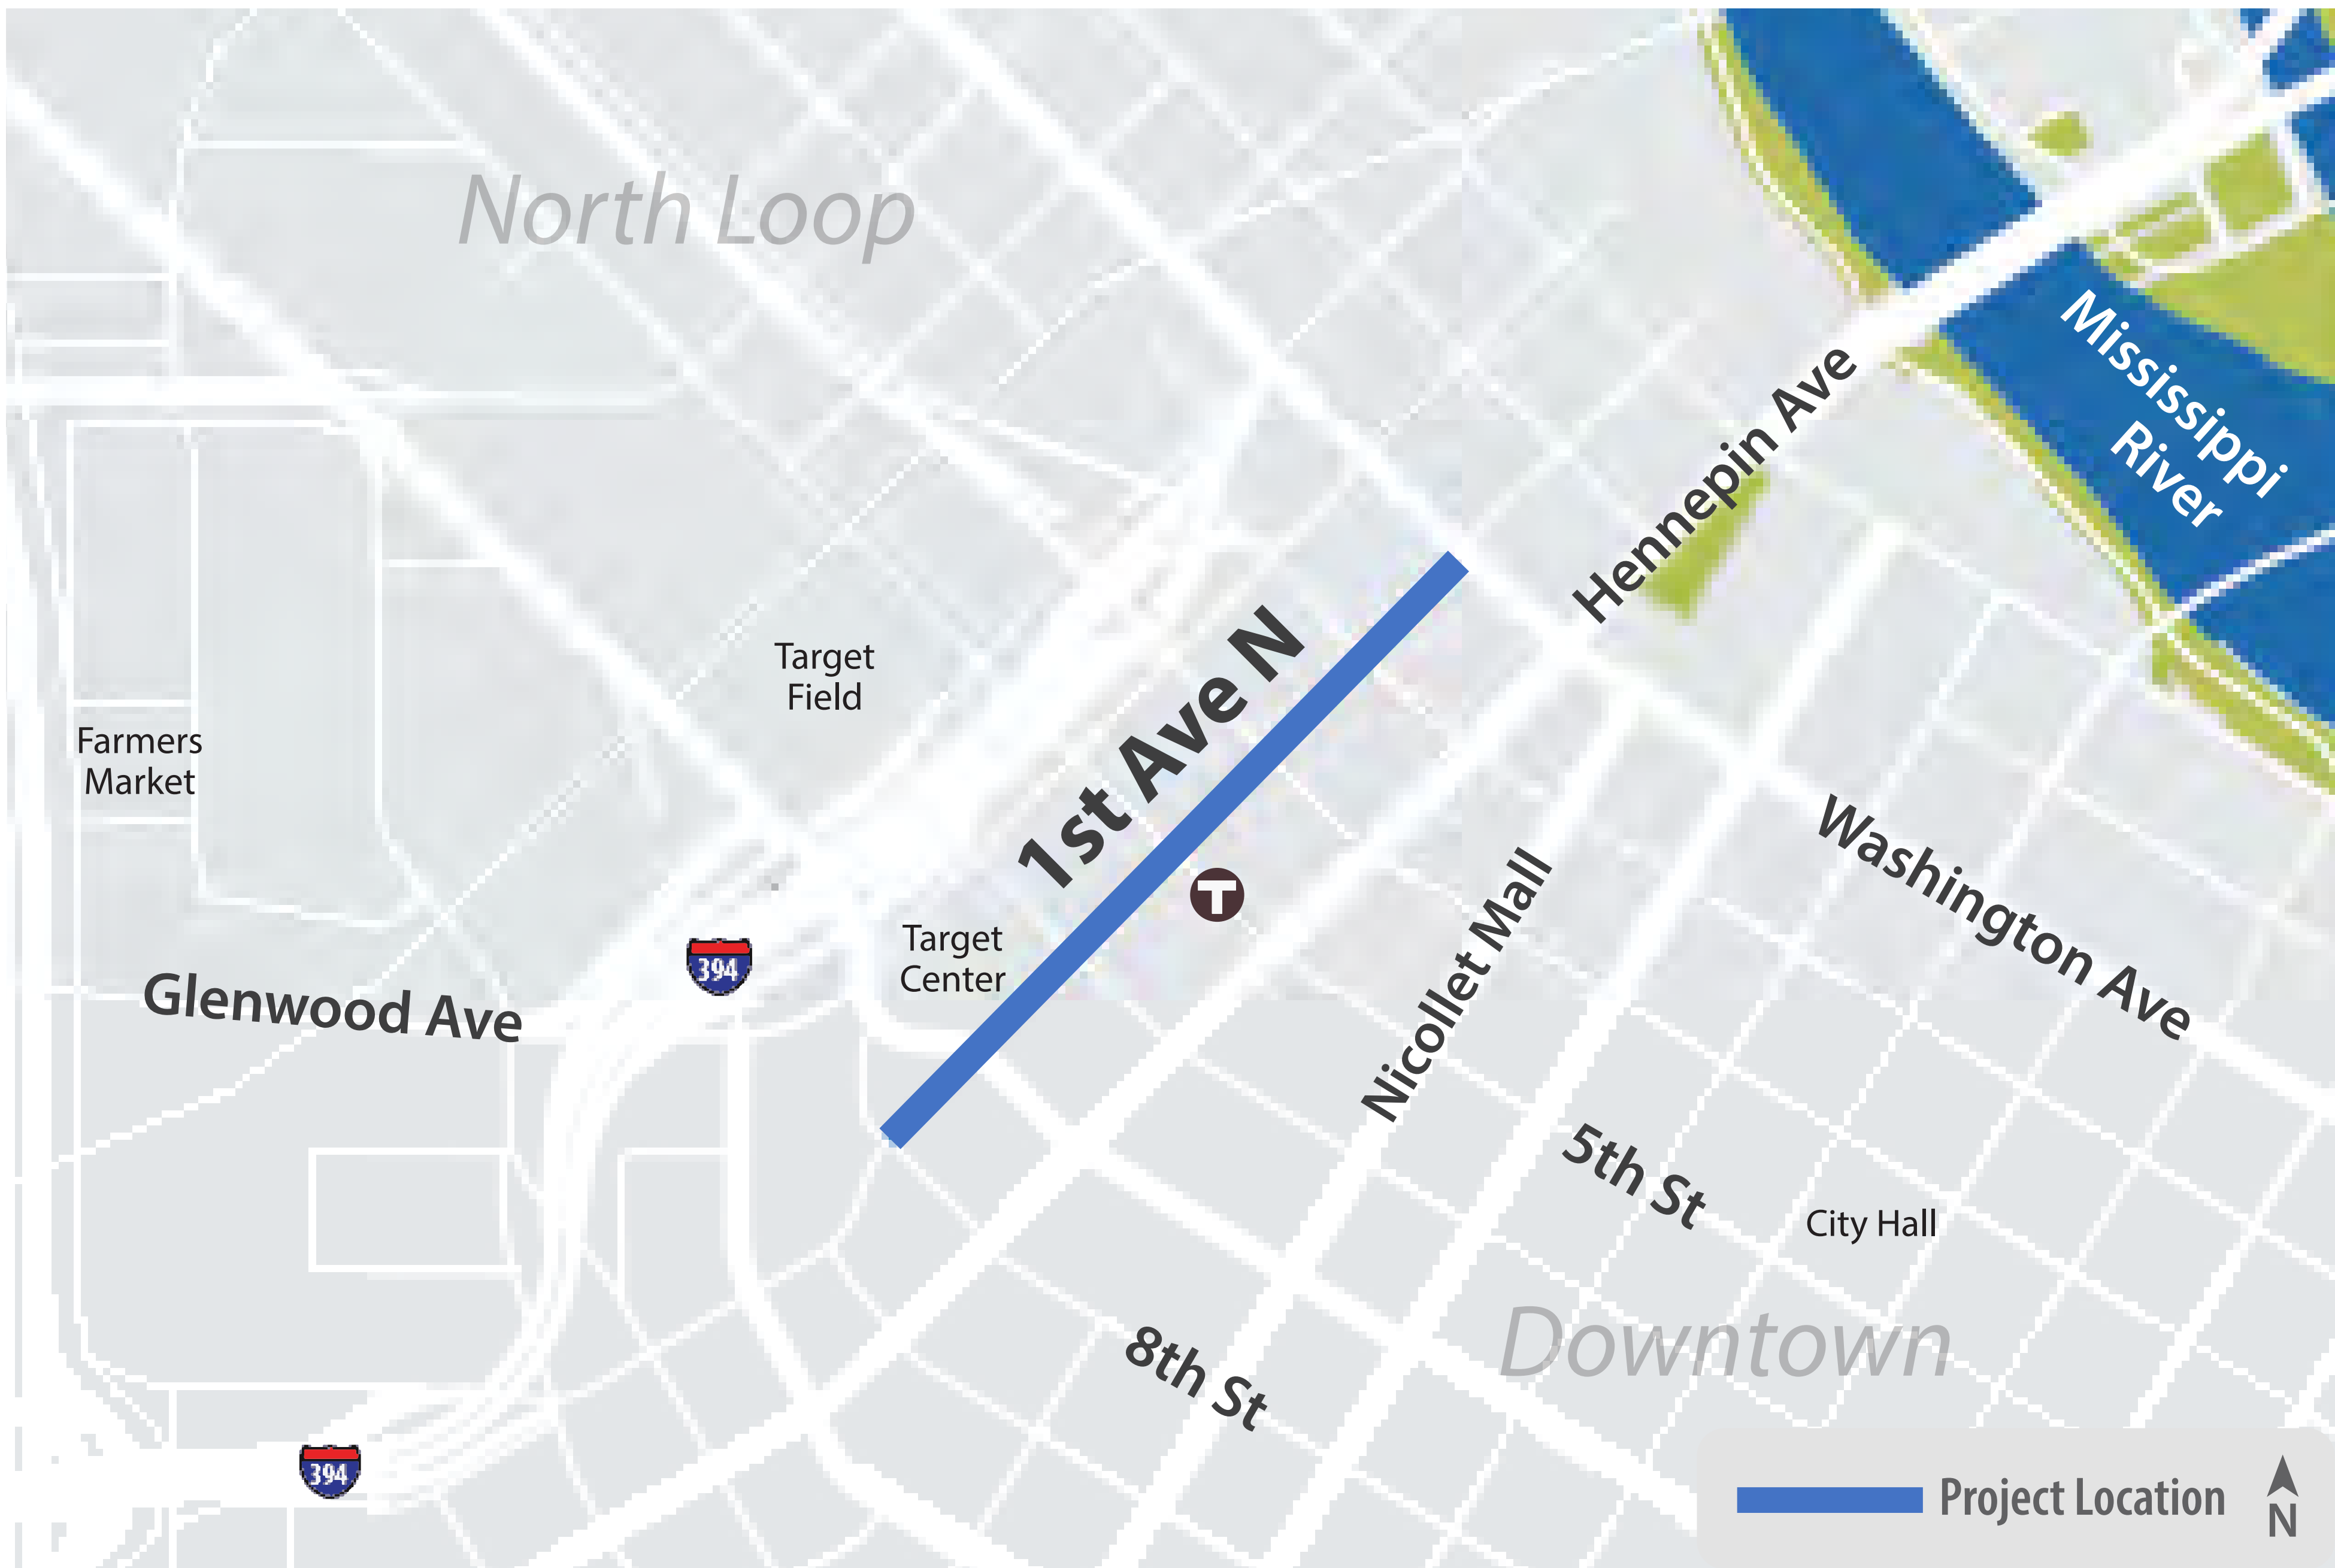 North Loop
Mississippi
River
Hennepin Ave
1st Ave N
Target
Field
Farmers
Market
T
Washington Ave
Nicollet Mall
Target
Center
394
Glenwood Ave
5th St
City Hall
Downtown
8th St
394
Project Location
N